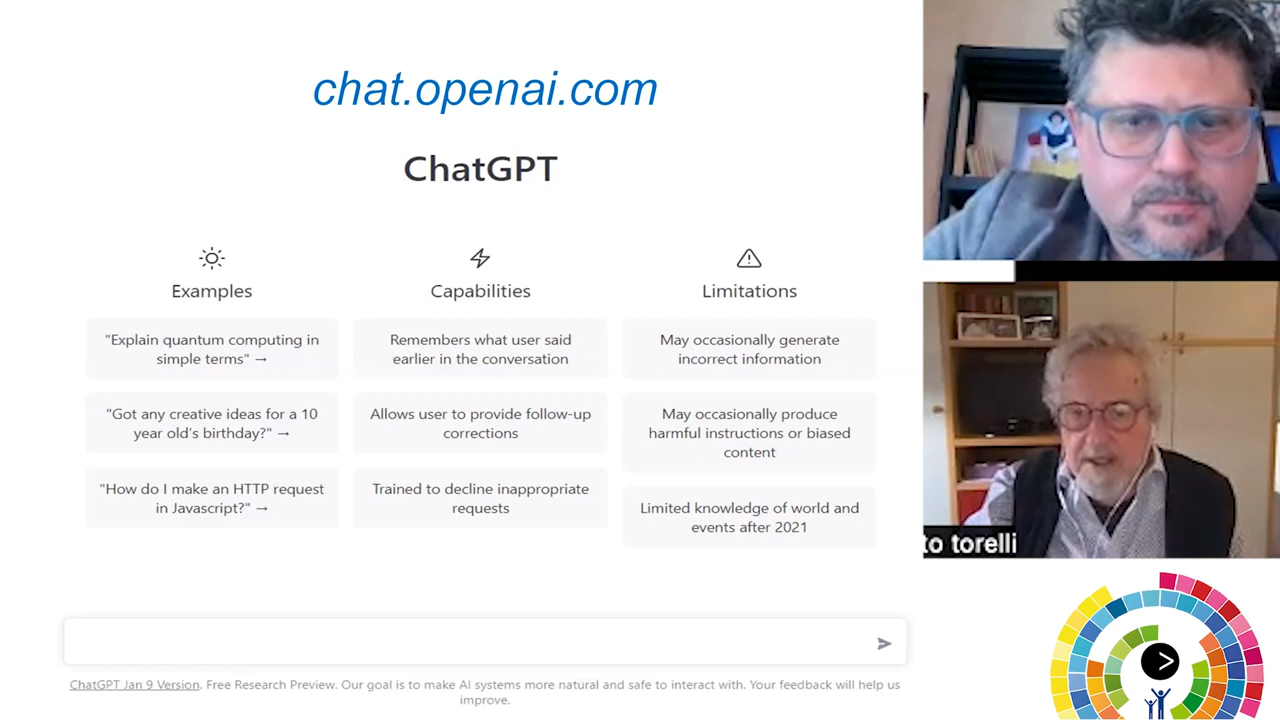 chat.openai.com
ChatGPT
Examples
"Explain quantum computing in
simple terms" →
"Got any creative ideas for a 10
year old's birthday?" →
"How do I make an HTTP request
in Javascript?" →
Capabilities
Remembers what user said
earlier in the conversation
Allows user to provide follow-up
corrections
Trained to decline inappropriate
requests
Limitations
May occasionally generate
incorrect information
May occasionally produce
harmful instructions or biased
content
Limited knowledge of world and
events after 2021
ChatGPT Jan 9 Version. Free Research Preview. Our goal is to make AI systems more natural and safe to interact with. Your feedback will help us
improve.
to torelli